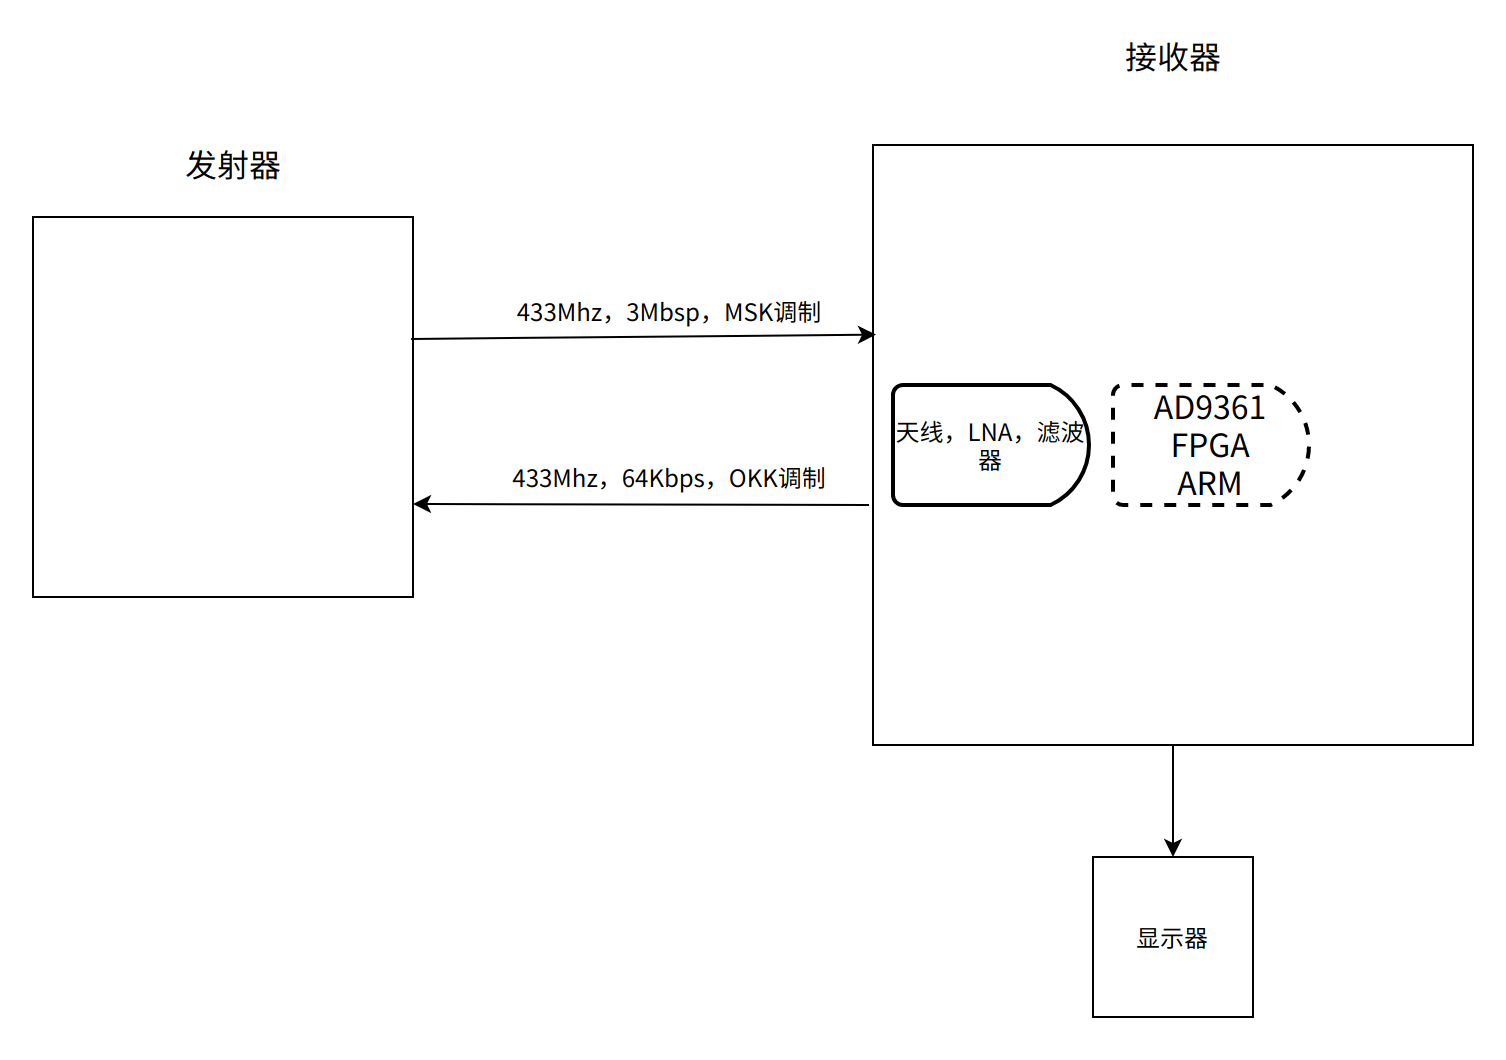 接收器
发射器
433Mhz，3Mbsp，MSK调制
天线，LNA，滤波
器
AD9361
FPGA
ARM
433Mhz，64Kbps，OKK调制
显示器